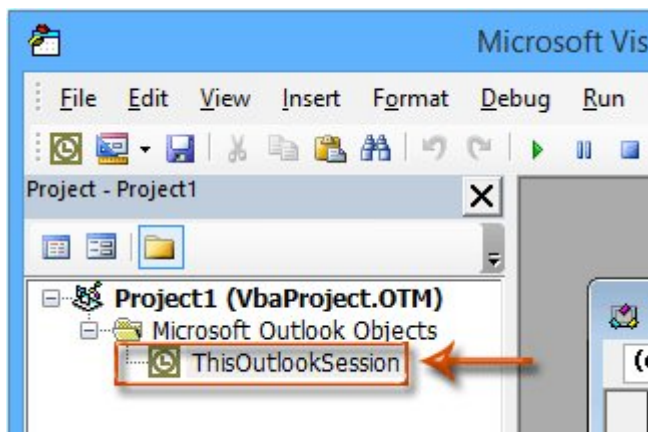 Microsoft Vis
File Edit View Insert Format Debug Run
Project - Project1
Project1 (VbaProject.OTM)
Microsoft Outlook Objects
ThisOutlookSession